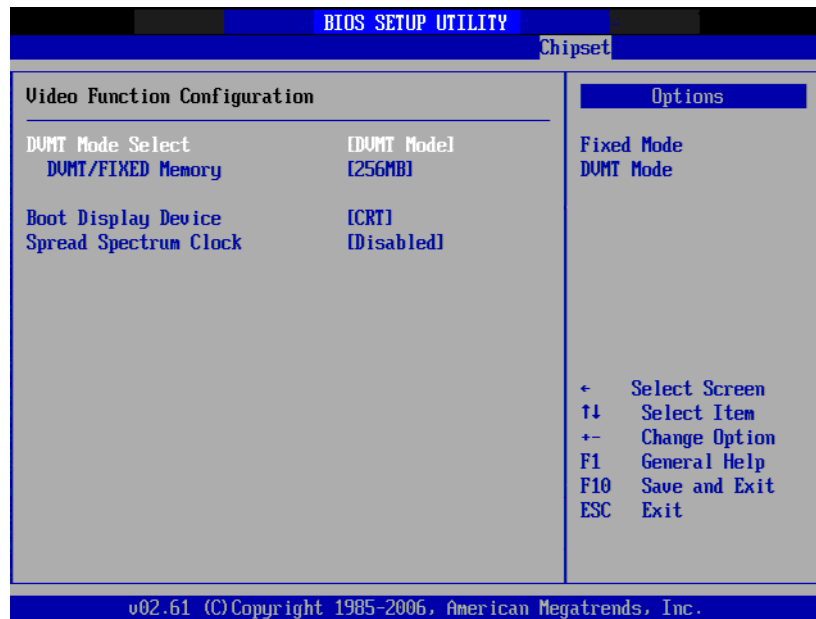 BIOS SETUP UTILITY
Chipset
Video Function Configuration
DVMT Mode Select [DVMT Mode]
DVMT/FIXED Memory [256MB]
Boot Display Device [CRT]
Spread Spectrum Clock [Disabled]
Options
Fixed Mode
DVMT Mode
← Select Screen
↑↓ Select Item
+- Change Option
F1 General Help
F10 Save and Exit
ESC Exit
v02.61 (C)Copyright 1985-2006, American Megatrends, Inc.